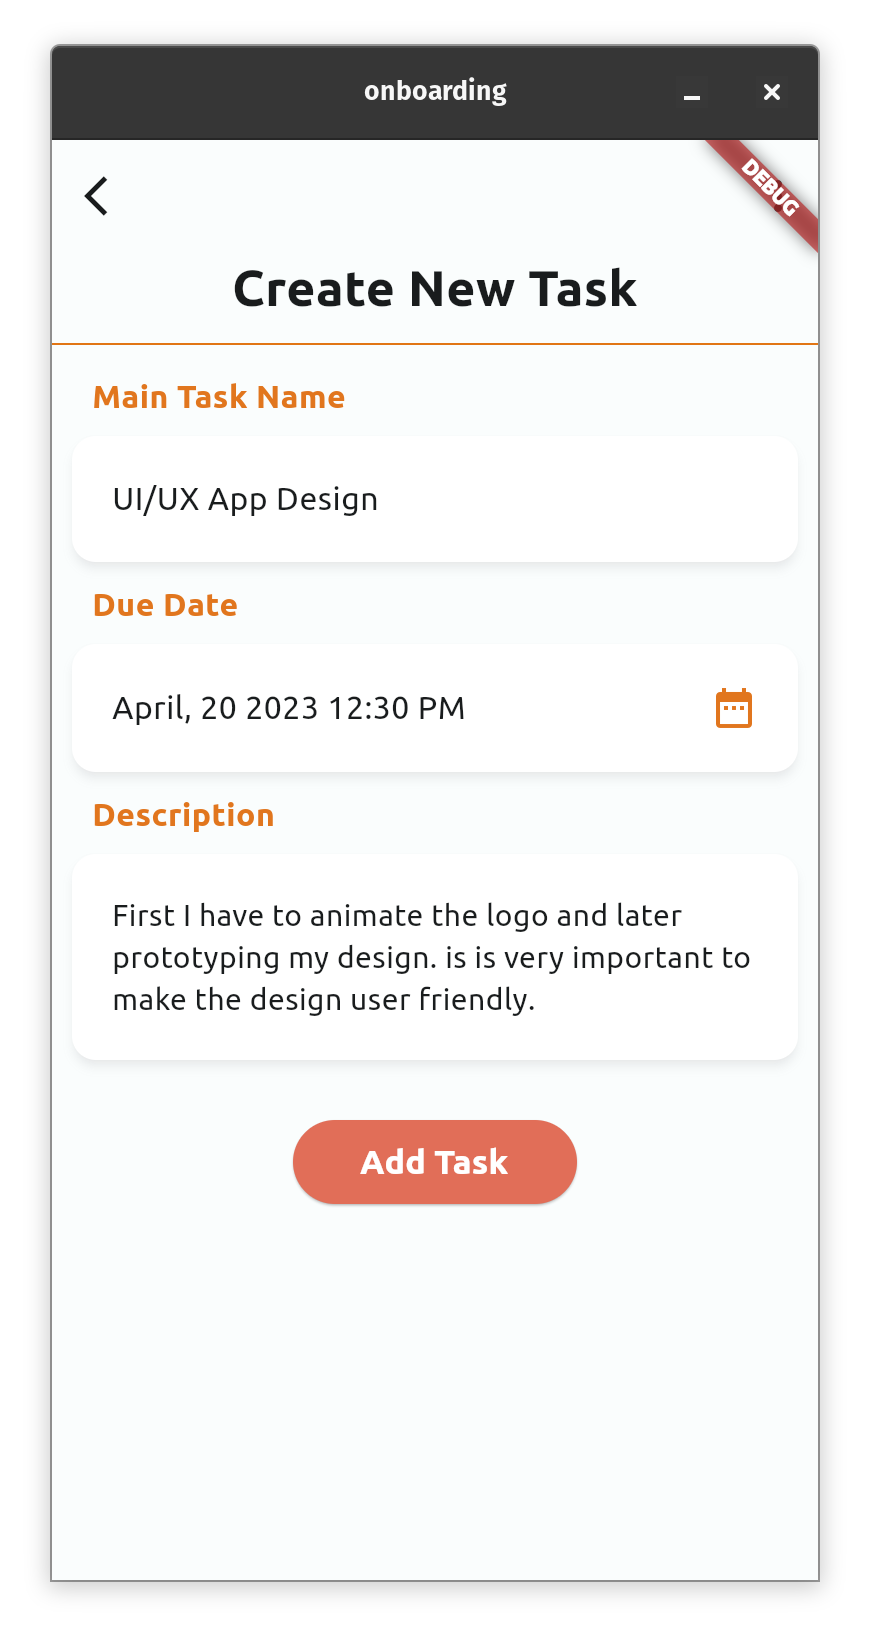 onboarding
DEBUG
Create New Task
Main Task Name
UI/UX App Design
Due Date
April, 20 2023 12:30 PM
Description
First I have to animate the logo and later
prototyping my design. is is very important to
make the design user friendly.
Add Task